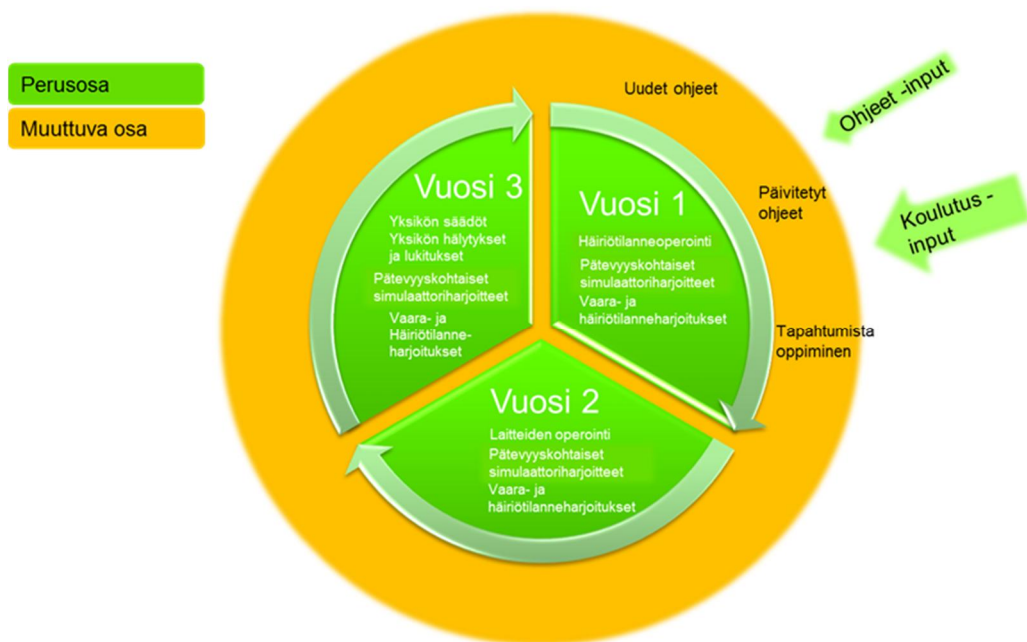 Perusosa
Muuttuva osa
Uudet ohjeet
Ohjeet -input
Päivitetyt
ohjeet
Koulutus -
input
Tapahtumista
oppiminen
Vuosi 1
Häiriötilanneoperointi
Pätevyyskohtaiset
simulaattoriharjoitteet
Vaara- ja
häiriötilanneharjoitukset
Vuosi 2
Laitteiden operointi
Pätevyyskohtaiset
simulaattoriharjoitteet
Vaara- ja
häiriötilanneharjoitukset
Vuosi 3
Yksikön säädöt
Yksikön hälytykset
ja lukitukset
Pätevyyskohtaiset
simulaattoriharjoitteet
Vaara- ja
Häiriötilanne-
harjoitukset